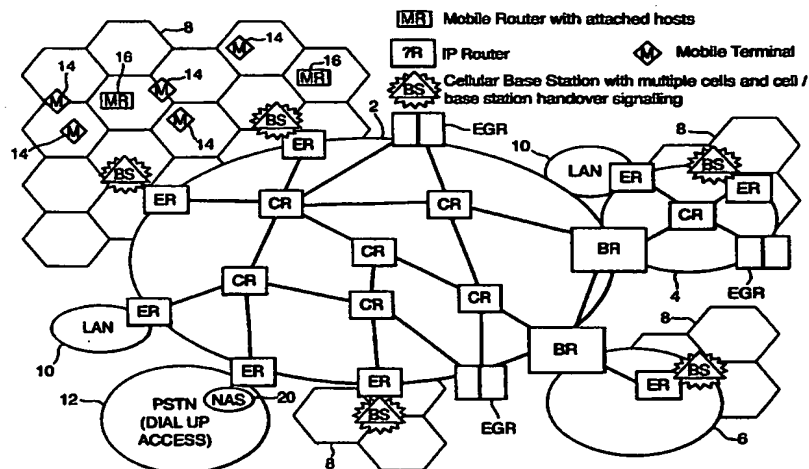 8
MR Mobile Router with attached hosts
?R IP Router
M Mobile Terminal
BS Cellular Base Station with multiple cells and cell /
base station handover signalling
14
M
16
MR
14
16
MR
14
M
M
14
M
14
M
BS
2
EGR
8
10
ER
BS
LAN
ER
BS
ER
BS
ER
CR
CR
CR
BR
4
EGR
CR
CR
CR
CR
ER
LAN
10
8
BR
BS
ER
12
ER
NAS
20
PSTN
(DIAL UP
ACCESS)
ER
BS
8
EGR
6